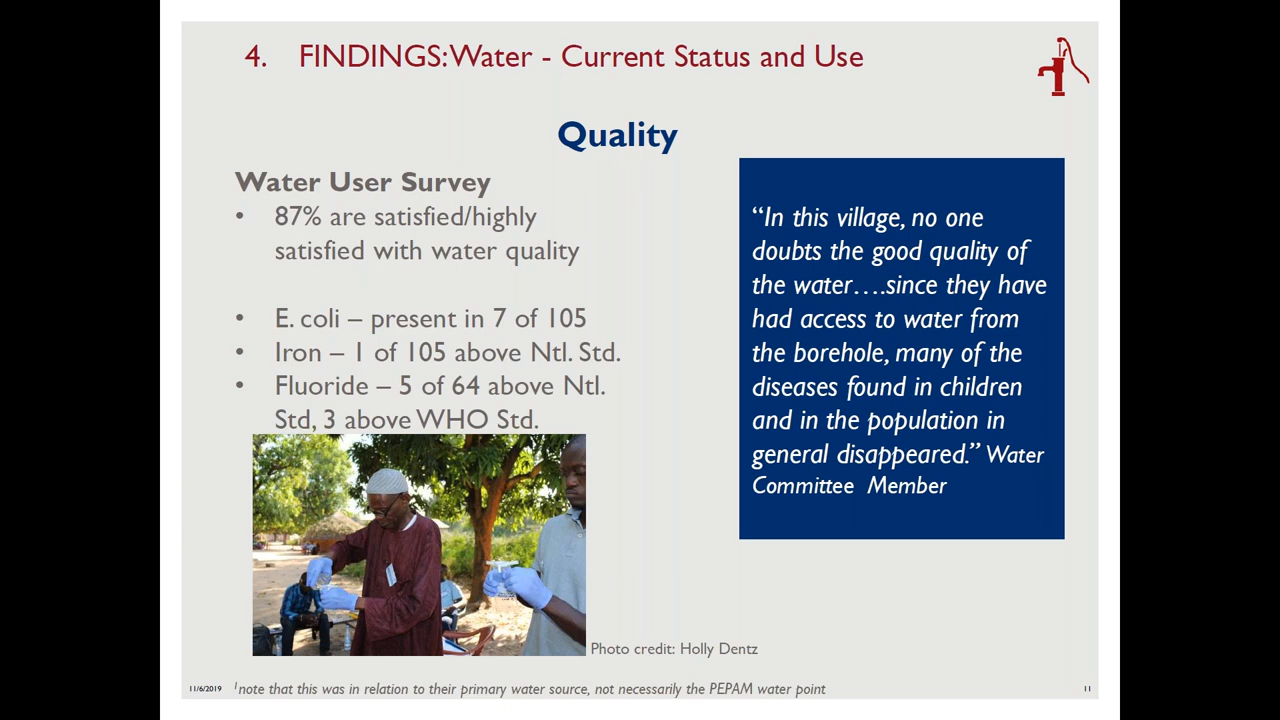 4. FINDINGS:Water - Current Status and Use
Quality
Water User Survey
• 87% are satisfied/highly
satisfied with water quality
• E. coli – present in 7 of 105
• Iron – 1 of 105 above Ntl. Std.
• Fluoride – 5 of 64 above Ntl.
Std, 3 above WHO Std.
“In this village, no one
doubts the good quality of
the water….since they have
had access to water from
the borehole, many of the
diseases found in children
and in the population in
general disappeared.” Water
Committee Member
Photo credit: Holly Dentz
11/6/2019
1note that this was in relation to their primary water source, not necessarily the PEPAM water point
11